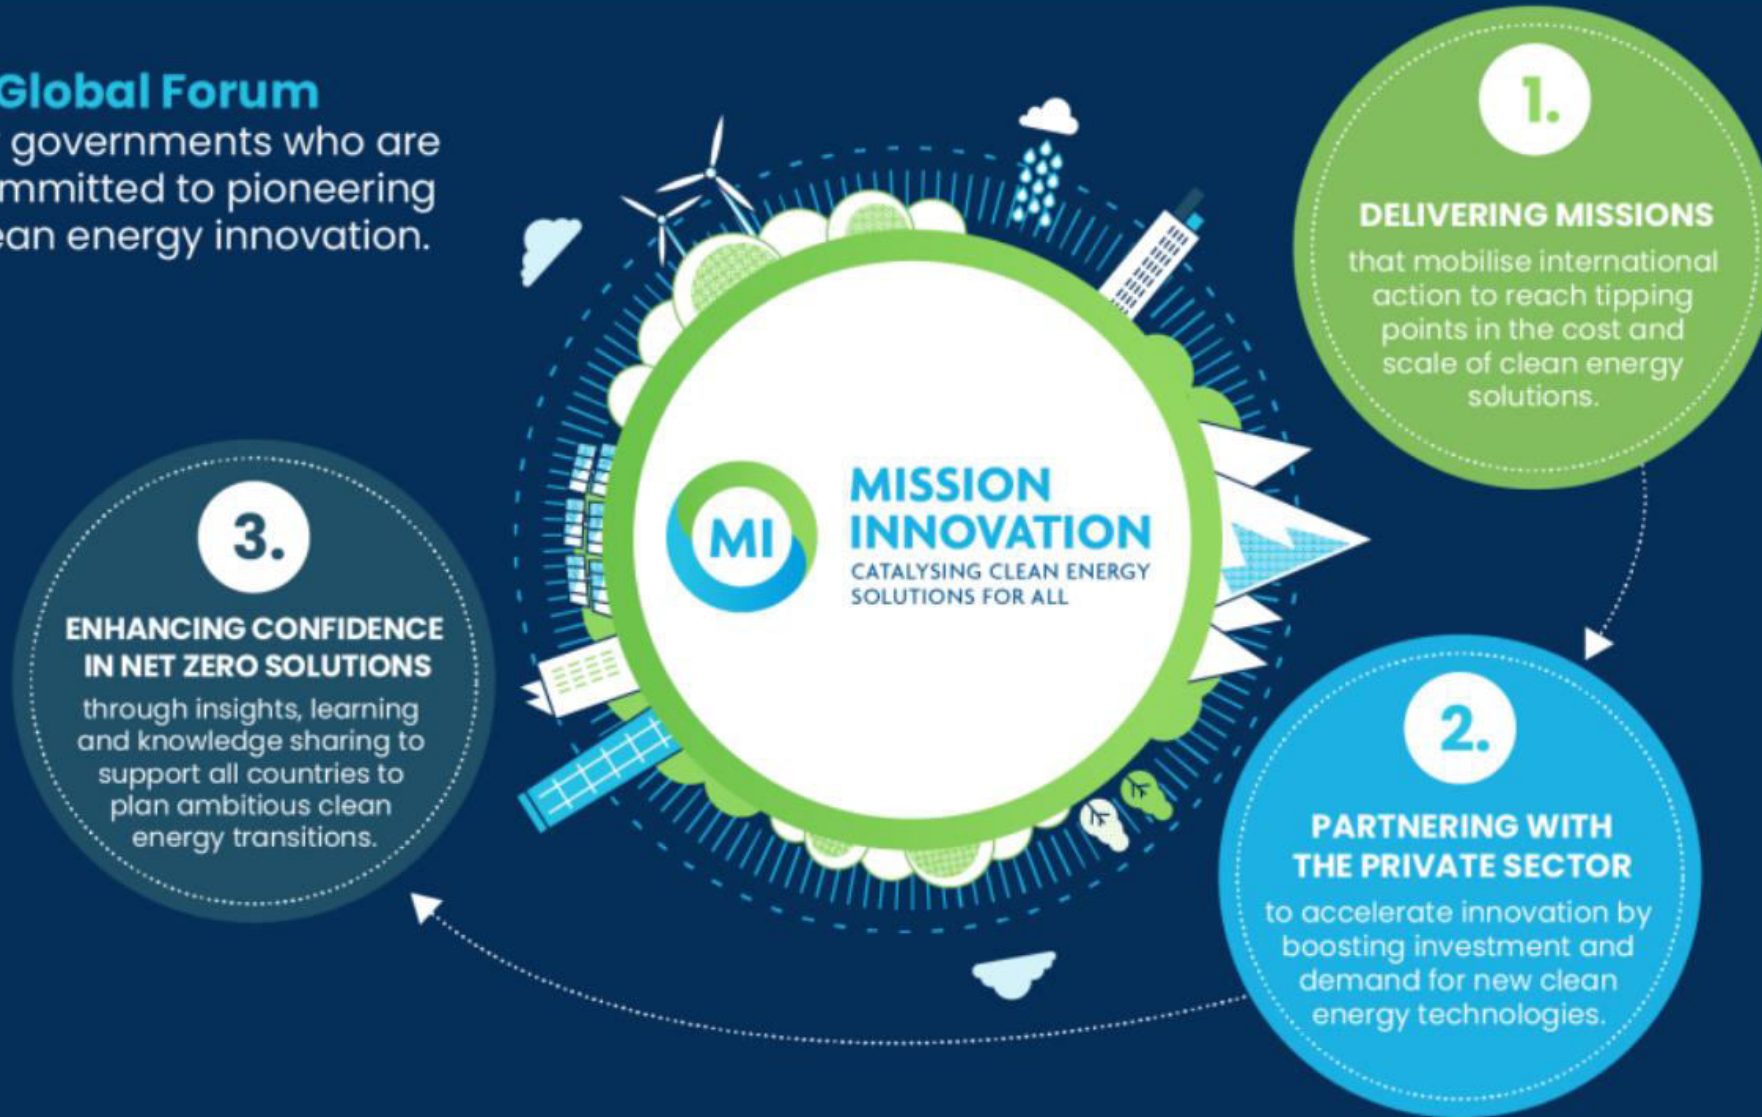 Global Forum
governments who are
mmitted to pioneering
ean energy innovation.
1.
DELIVERING MISSIONS
that mobilise international
action to reach tipping
points in the cost and
scale of clean energy
solutions.
MI
MISSION
INNOVATION
CATALYSING CLEAN ENERGY
SOLUTIONS FOR ALL
2.
PARTNERING WITH
THE PRIVATE SECTOR
to accelerate innovation by
boosting investment and
demand for new clean
energy technologies.
3.
ENHANCING CONFIDENCE
IN NET ZERO SOLUTIONS
through insights, learning
and knowledge sharing to
support all countries to
plan ambitious clean
energy transitions.